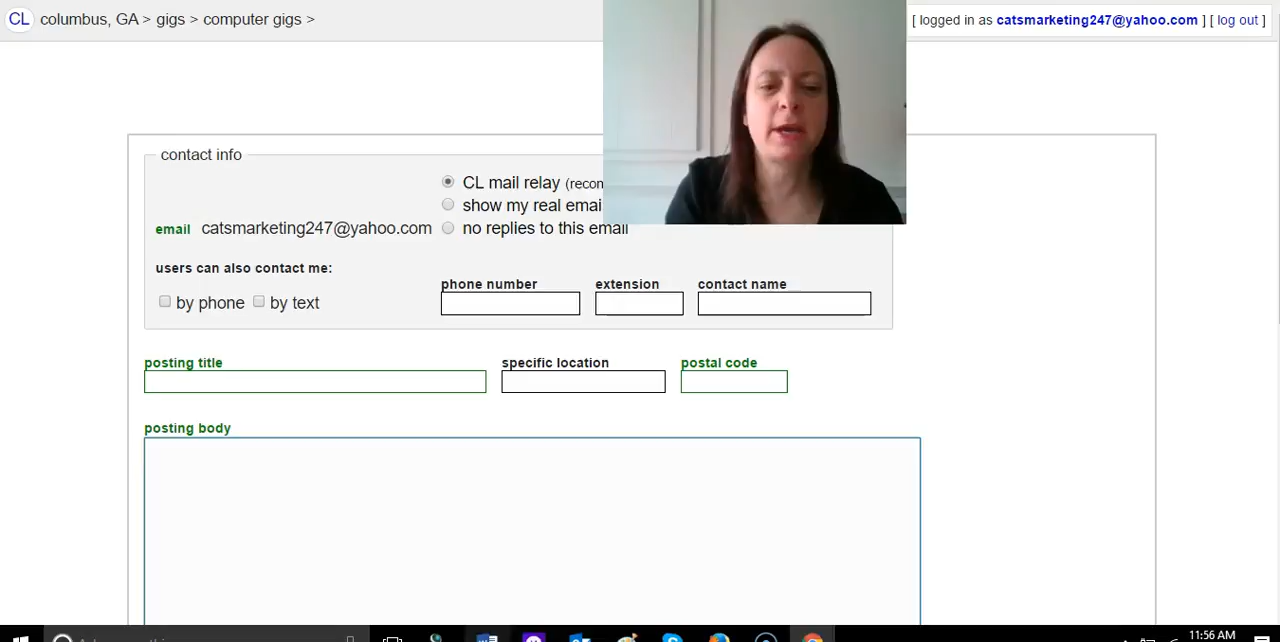 CL columbus, GA > gigs > computer gigs >
[ logged in as catsmarketing247@yahoo.com ] [ log out ]
contact info
CL mail relay (recon
show my real emai
email catsmarketing247@yahoo.com no replies to this email
users can also contact me:
phone number extension contact name
by phone by text
posting title specific location postal code
posting body
11:56 AM